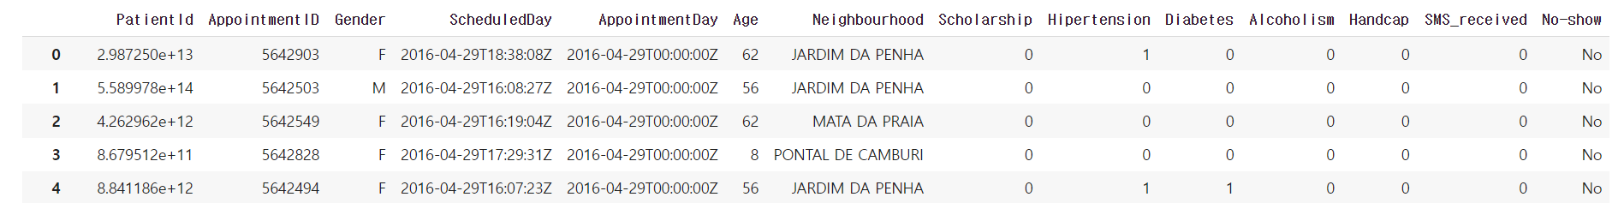 PatientId AppointmentID Gender ScheduledDay AppointmentDay Age Neighbourhood Scholarship Hipertension Diabetes Alcoholism Handcap SMS_received No-show
0 2.987250e+13 5642903 F 2016-04-29T18:38:08Z 2016-04-29T00:00:00Z 62 JARDIM DA PENHA 0 1 0 0 0 0 No
1 5.589978e+14 5642503 M 2016-04-29T16:08:27Z 2016-04-29T00:00:00Z 56 JARDIM DA PENHA 0 0 0 0 0 0 No
2 4.262962e+12 5642549 F 2016-04-29T16:19:04Z 2016-04-29T00:00:00Z 62 MATA DA PRAIA 0 0 0 0 0 0 No
3 8.679512e+11 5642828 F 2016-04-29T17:29:31Z 2016-04-29T00:00:00Z 8 PONTAL DE CAMBURI 0 0 0 0 0 0 No
4 8.841186e+12 5642494 F 2016-04-29T16:07:23Z 2016-04-29T00:00:00Z 56 JARDIM DA PENHA 0 1 1 0 0 0 No